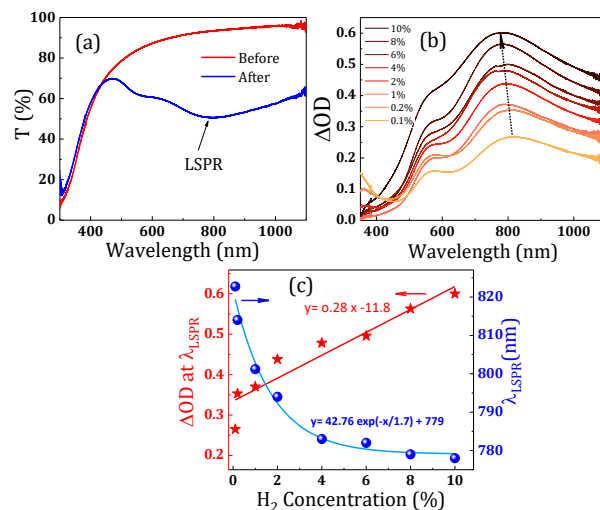 (a)
Before
After
LSPR
T (%)
100
80
60
40
20
0
400 600 800 1000
Wavelength (nm)
(b)
10%
8%
6%
4%
2%
1%
0.2%
0.1%
ΔOD
0.6
0.5
0.4
0.3
0.2
0.1
0.0
400 600 800 1000
Wavelength (nm)
(c)
y= 0.28 x -11.8
y= 42.76 exp(-x/1.7) + 779
ΔOD at λLSPR
0.6
0.5
0.4
0.3
0.2
λLSPR(nm)
820
810
800
790
780
0 2 4 6 8 10
H2 Concentration (%)